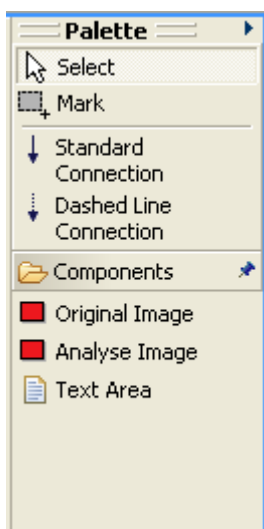 Palette
Select
Mark
Standard
Connection
Dashed Line
Connection
Components
Original Image
Analyse Image
Text Area